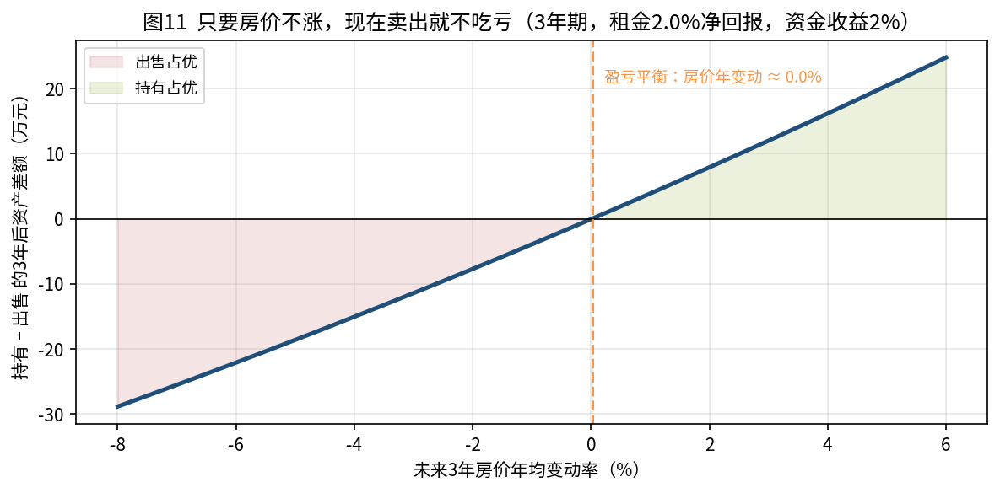 图11  只要房价不涨，现在卖出就不吃亏（3年期，租金2.0%净回报，资金收益2%）
出售占优
持有占优
盈亏平衡：房价年变动 ≈ 0.0%
持有 − 出售 的3年后资产差额（万元）
20
10
0
-10
-20
-30
-8 -6 -4 -2 0 2 4 6
未来3年房价年均变动率（%）